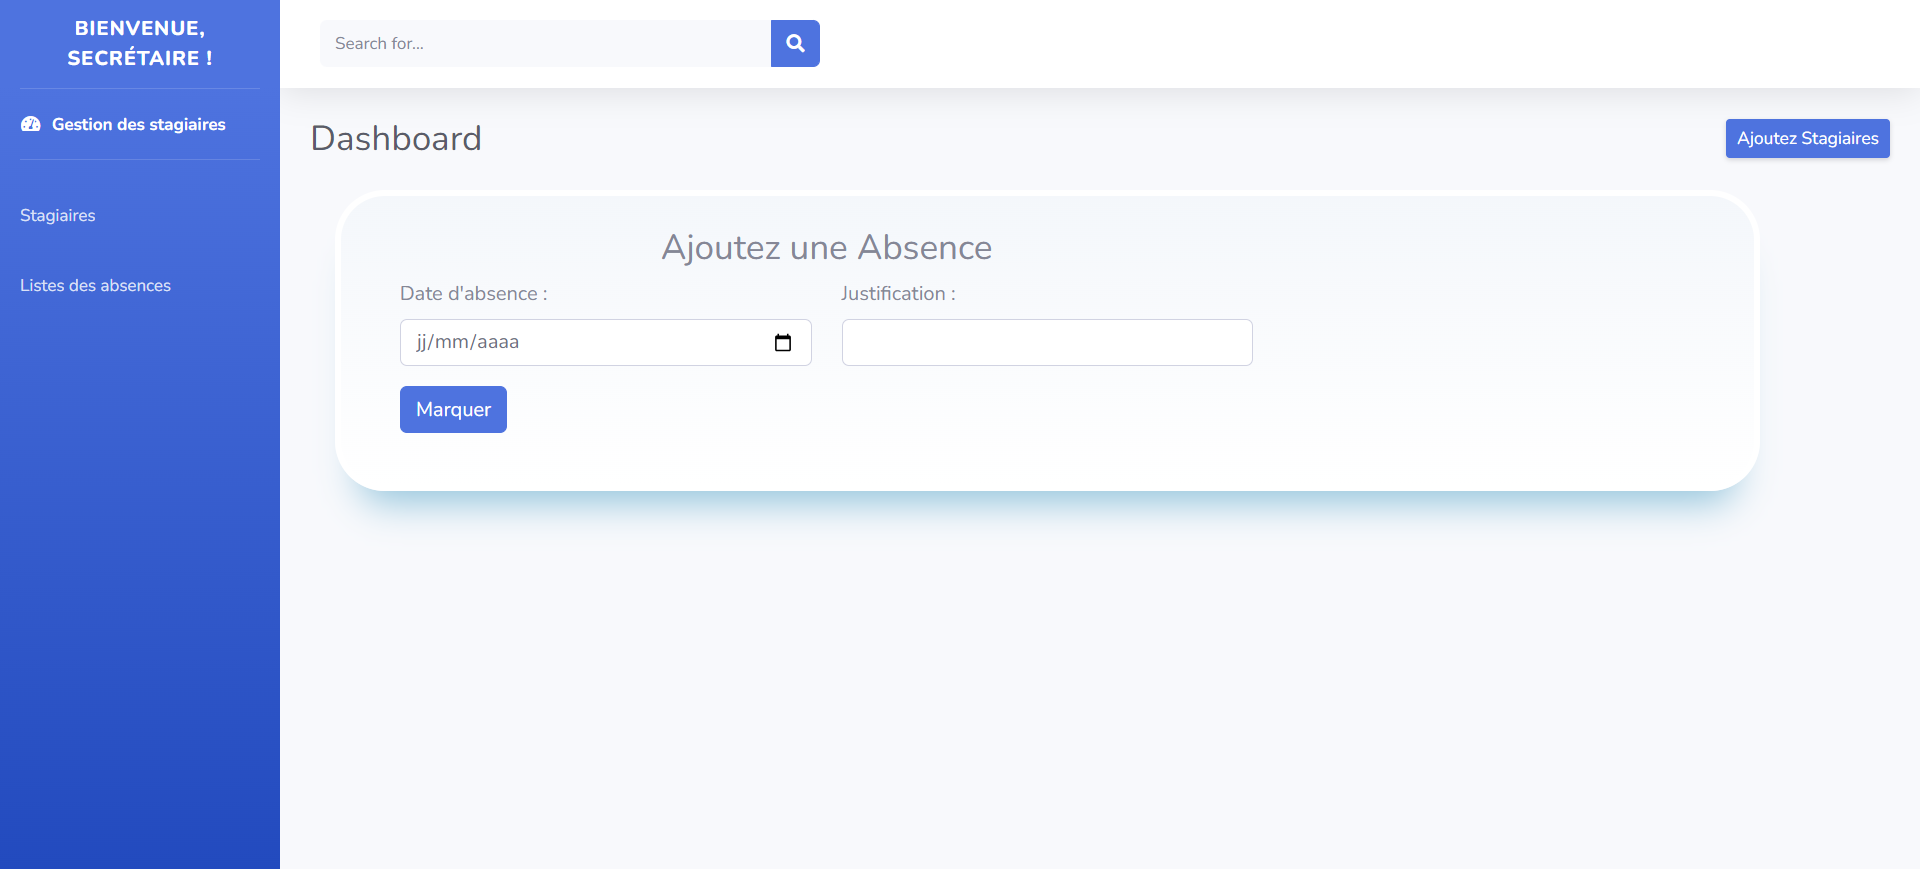 BIENVENUE,
SECRÉTAIRE !
Gestion des stagiaires
Stagiaires
Listes des absences
Search for...
Dashboard
Ajoutez Stagiaires
Ajoutez une Absence
Date d'absence :
Justification :
jj/mm/aaaa
Marquer